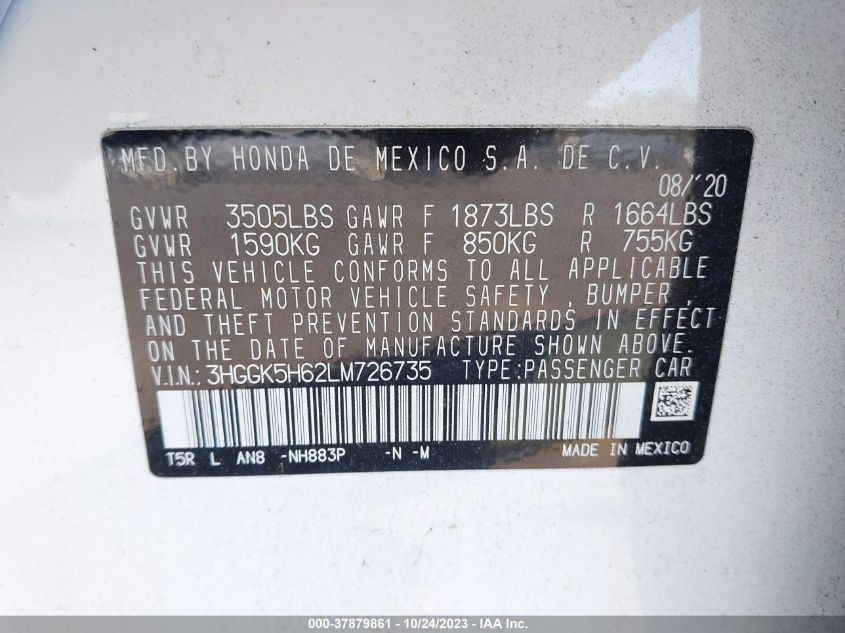 MFD. BY HONDA DE MEXICO S.A. DE C.V.
08/'20
GVWR 3505LBS GAWR F 1873LBS R 1664LBS
GVWR 1590KG GAWR F 850KG R 755KG
THIS VEHICLE CONFORMS TO ALL APPLICABLE
FEDERAL MOTOR VEHICLE SAFETY , BUMPER ,
AND THEFT PREVENTION STANDARDS IN EFFECT
ON THE DATE OF MANUFACTURE SHOWN ABOVE.
V.I.N.: 3HGGK5H62LM726735 TYPE:PASSENGER CAR
T5R L AN8 -NH883P -N -M MADE IN MEXICO
000-37879861 - 10/24/2023 - IAA Inc.